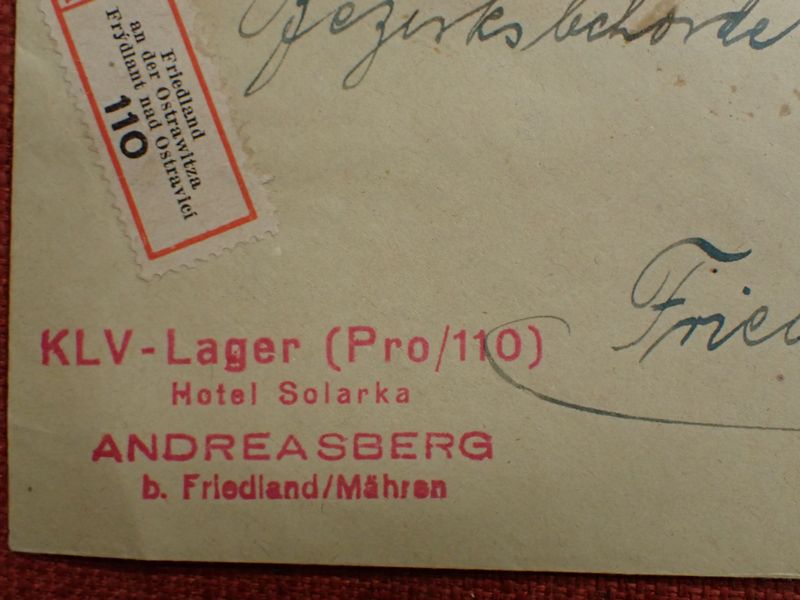 Friedland
an der Ostrawitza
Frýdlant nad Ostravicí
110
Bezirksbehörde
Fried
KLV-Lager (Pro/110)
Hotel Solarka
ANDREASBERG
b. Friedland/Mähren